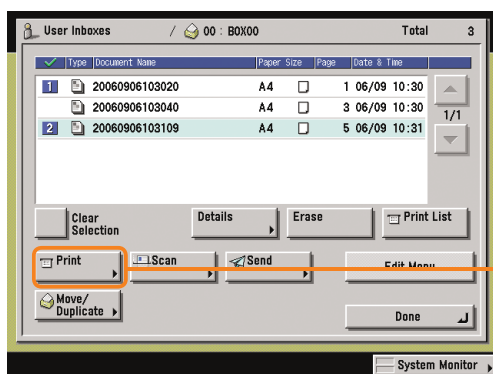 User Inboxes / 00 : BOX00 Total 3
Type Document Name Paper Size Page Date & Time
1 20060906103020 A4 1 06/09 10:30
20060906103040 A4 3 06/09 10:30
1/1
2 20060906103109 A4 5 06/09 10:31
Clear Selection Details Erase Print List
Print Scan Send Edit Menu
Move/
Duplicate
Done
System Monitor